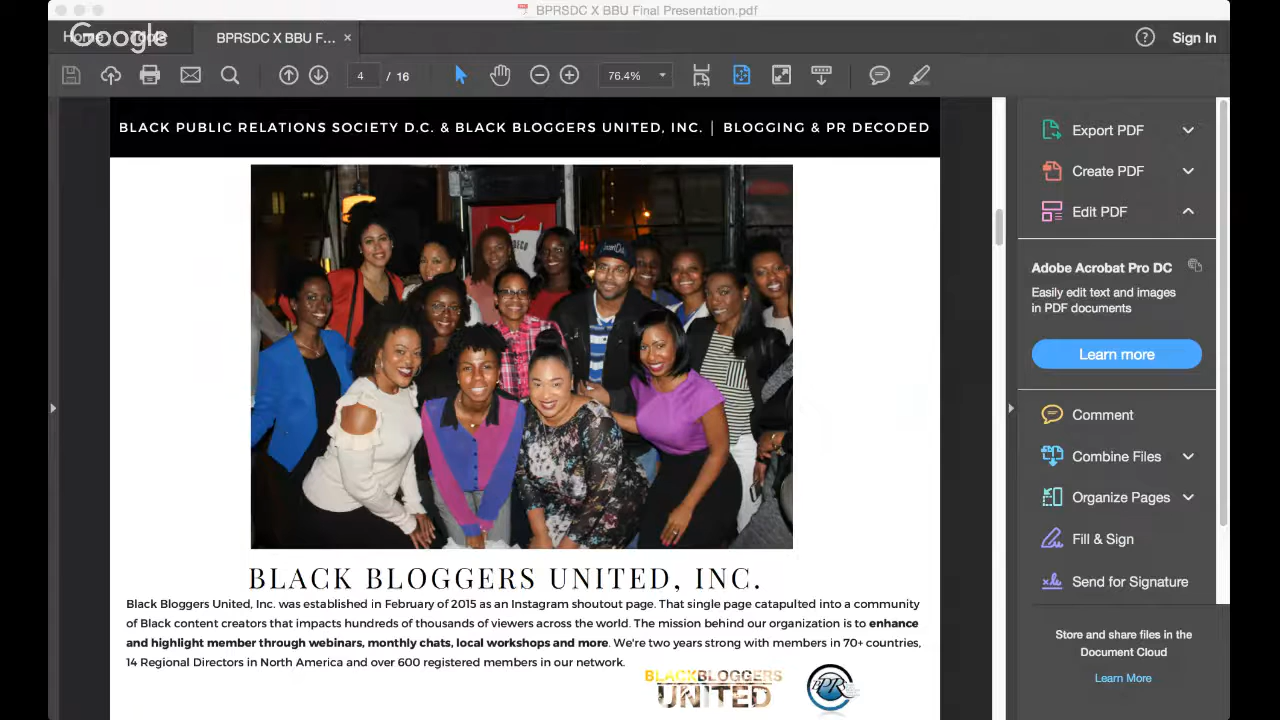 BPRSDC X BBU Final Presentation.pdf
Google
BPRSDC X BBU F... ×
? Sign In
4 / 16
76.4%
BLACK PUBLIC RELATIONS SOCIETY D.C. & BLACK BLOGGERS UNITED, INC. | BLOGGING & PR DECODED
BLACK BLOGGERS UNITED, INC.
Black Bloggers United, Inc. was established in February of 2015 as an Instagram shoutout page. That single page catapulted into a community
of Black content creators that impacts hundreds of thousands of viewers across the world. The mission behind our organization is to enhance
and highlight member through webinars, monthly chats, local workshops and more. We're two years strong with members in 70+ countries,
14 Regional Directors in North America and over 600 registered members in our network.
BLACKBLOGGERS
UNITED
BPRS
Export PDF
Create PDF
Edit PDF
Adobe Acrobat Pro DC
Easily edit text and images
in PDF documents
Learn more
Comment
Combine Files
Organize Pages
Fill & Sign
Send for Signature
Store and share files in the
Document Cloud
Learn More